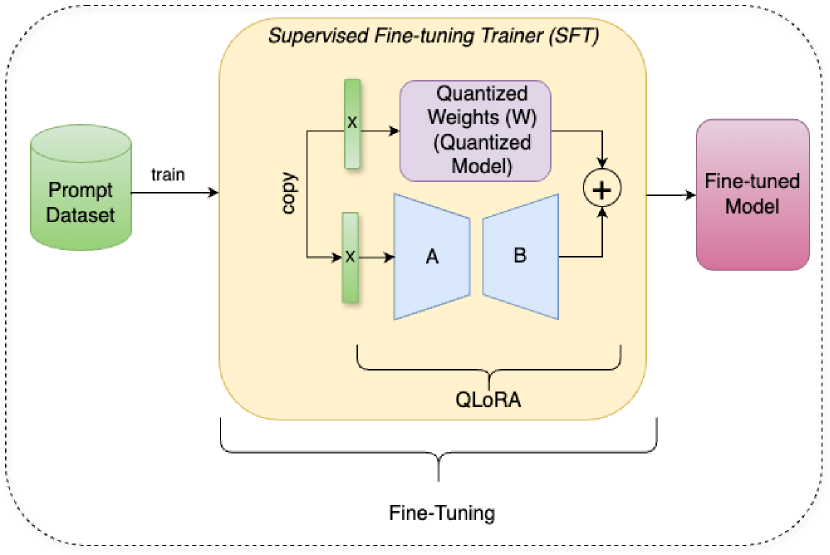 Supervised Fine-tuning Trainer (SFT)
Prompt
Dataset
train
copy
x
Quantized
Weights (W)
(Quantized
Model)
x
A
B
+
QLoRA
Fine-tuned
Model
Fine-Tuning